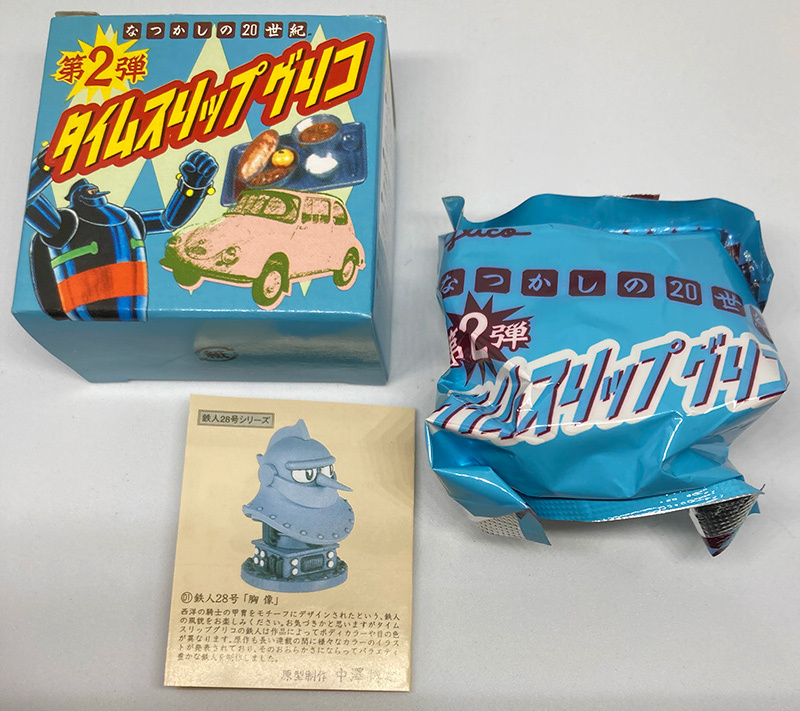 なつかしの20世紀
第2弾
タイムスリップグリコ
glico
なつかしの20世
第2弾
タイムスリップグリコ
鉄人28号シリーズ
01 鉄人28号「胸像」
西洋の騎士の甲冑をモチーフにデザインされたという、鉄人
の風貌をお楽しみください。お気づきかと思いますがタイム
スリップグリコの鉄人は作品によってボディカラーや目の色
が異なります。原作も長い連載の間に様々なカラーのイラス
トが発表されており、そのおおらかさにならってバラエティ
豊かな鉄人を
しました。
原型制作 中澤